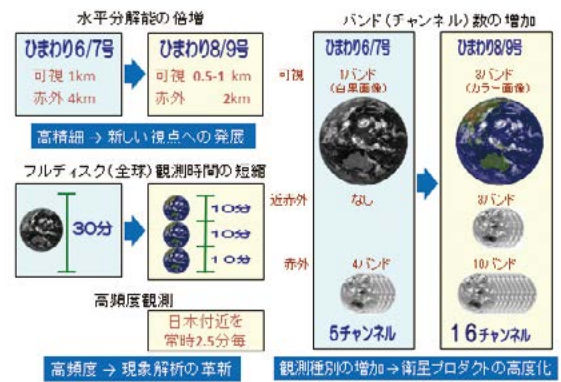 水平分解能の倍増
ひまわり6/7号
可視 1km
赤外 4km
ひまわり8/9号
可視 0.5-1 km
赤外 2km
高精細 → 新しい視点への発展
フルディスク(全球)観測時間の短縮
30分
10分
10分
10分
高頻度観測
日本付近を
常時2.5分毎
高頻度 → 現象解析の革新
バンド(チャンネル)数の増加
ひまわり6/7号
ひまわり8/9号
可視
1バンド
(白黒画像)
3バンド
(カラー画像)
近赤外
なし
3バンド
赤外
4バンド
10バンド
5チャンネル
16チャンネル
観測種別の増加→衛星プロダクトの高度化